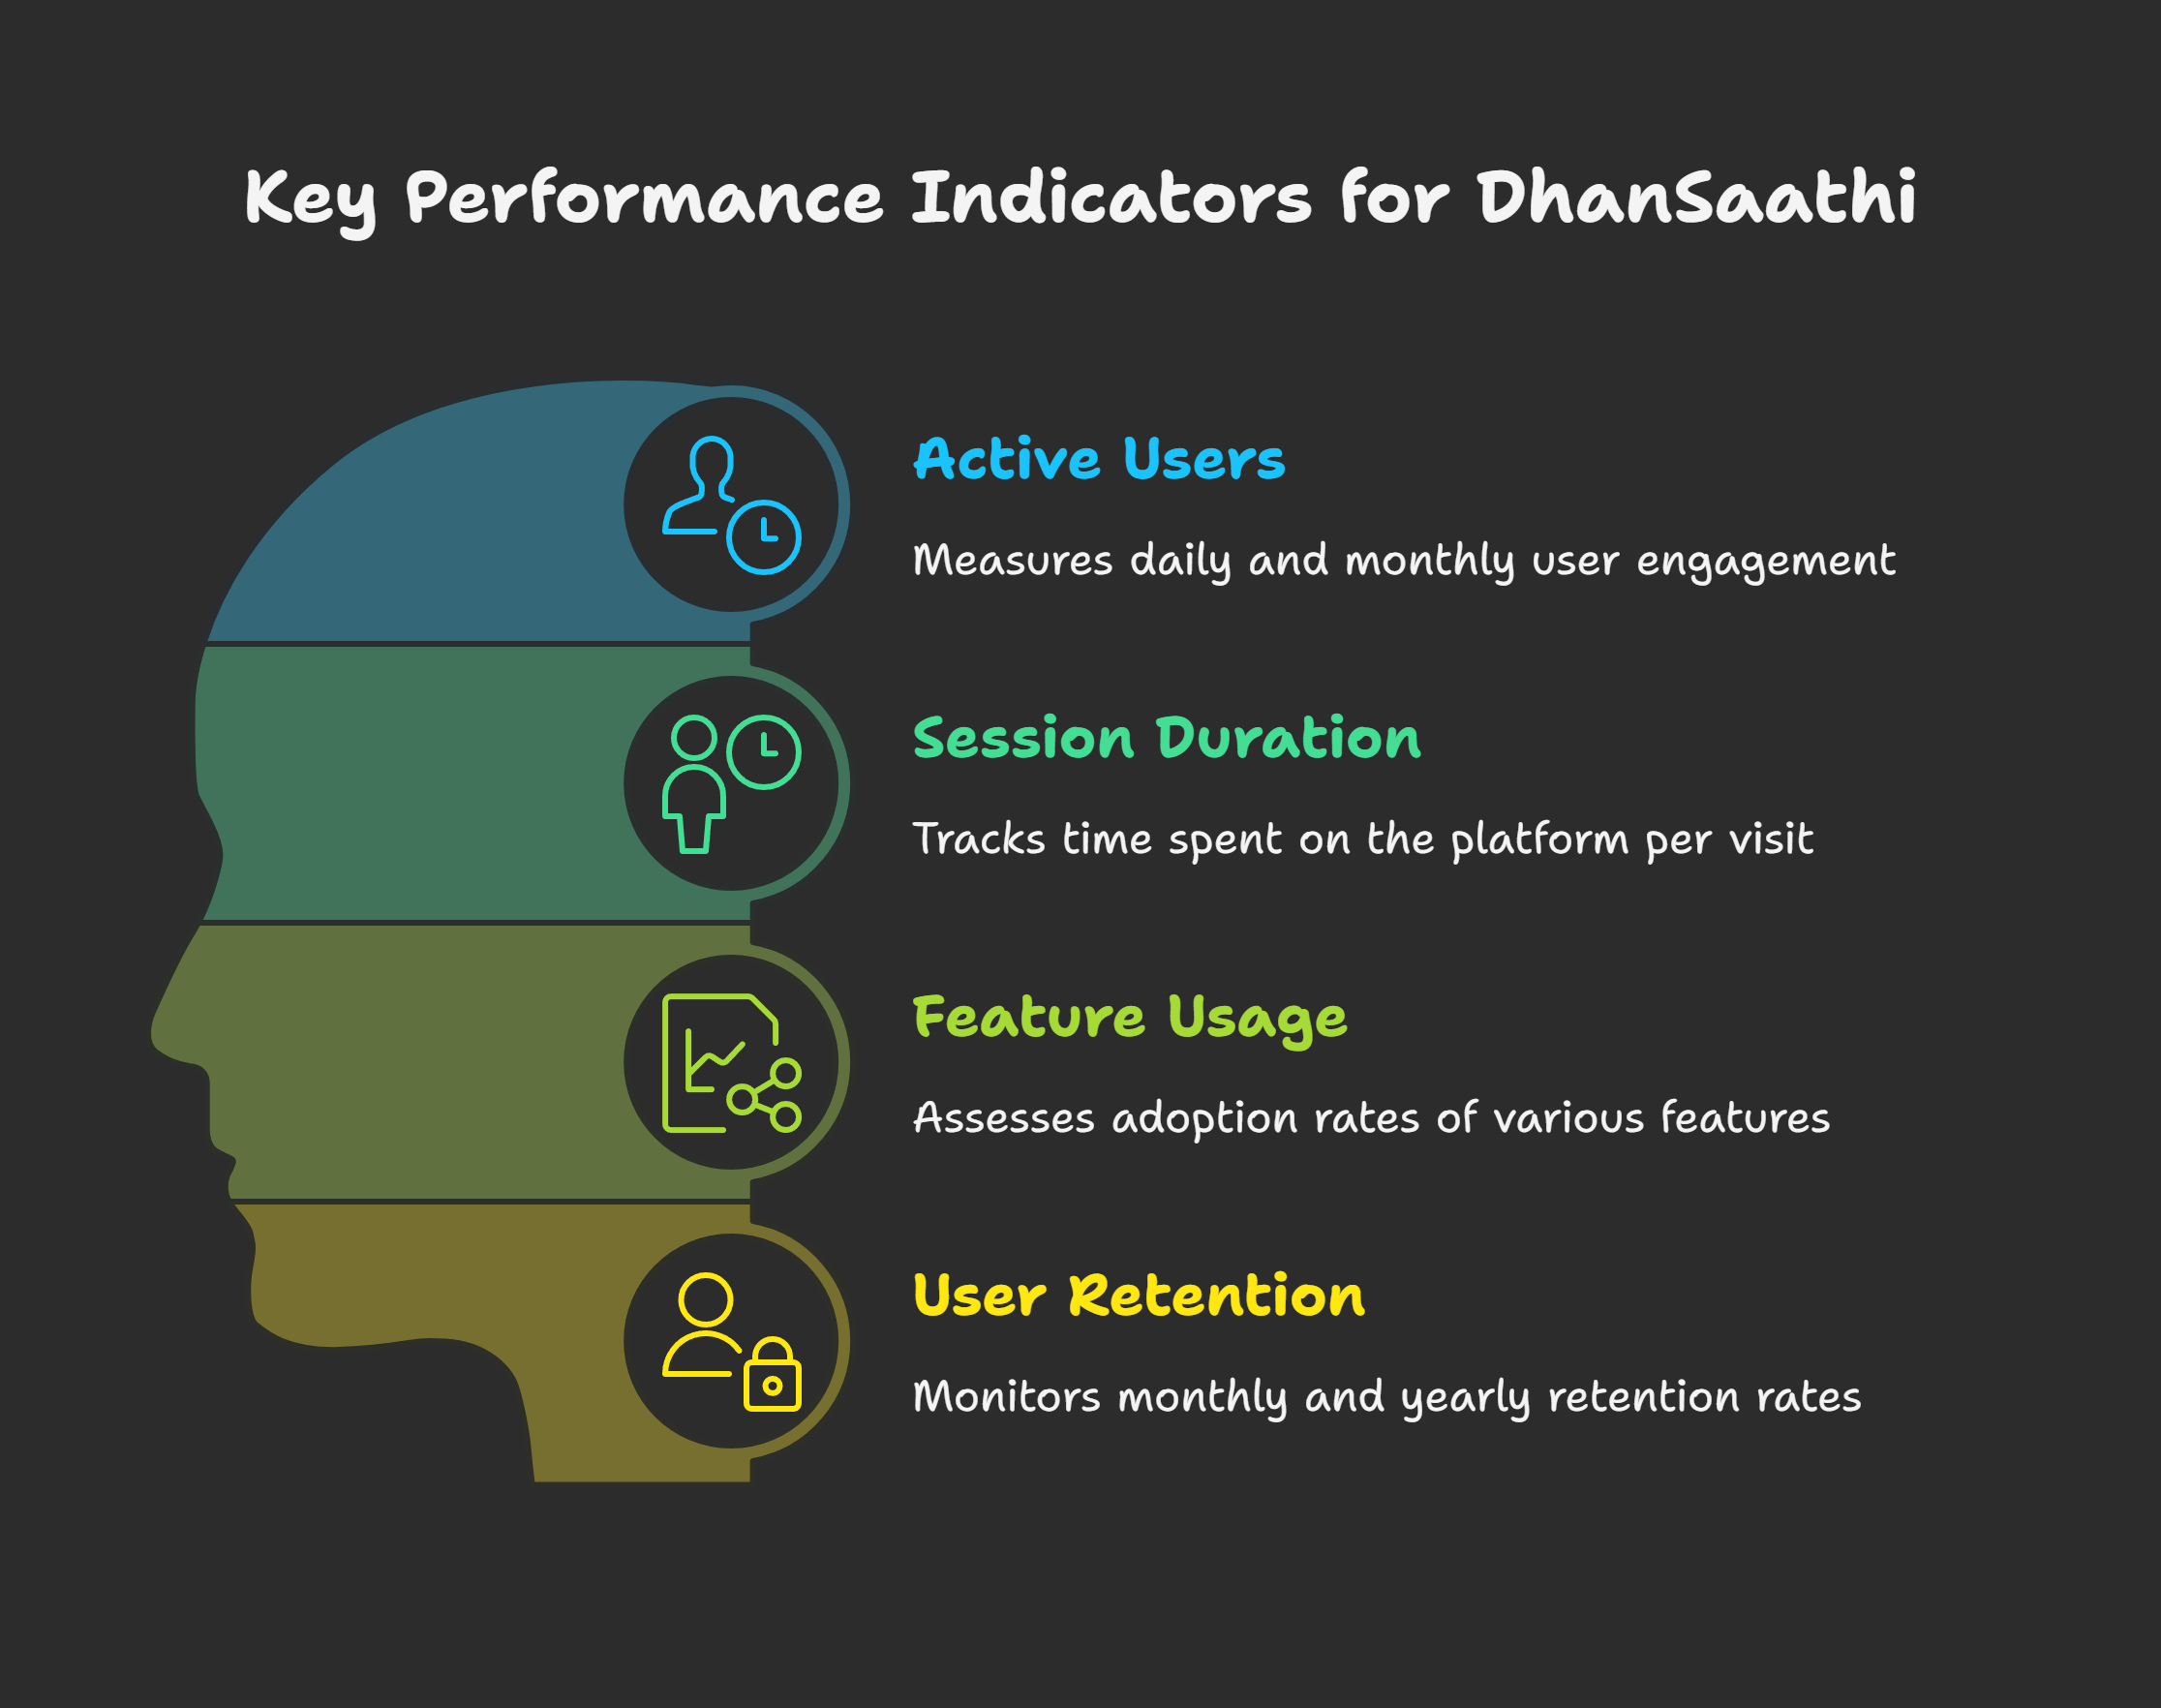 Key Performance Indicators for DhanSaathi
Active Users
Measures daily and monthly user engagement
Session Duration
Tracks time spent on the platform per visit
Feature Usage
Assesses adoption rates of various features
User Retention
Monitors monthly and yearly retention rates